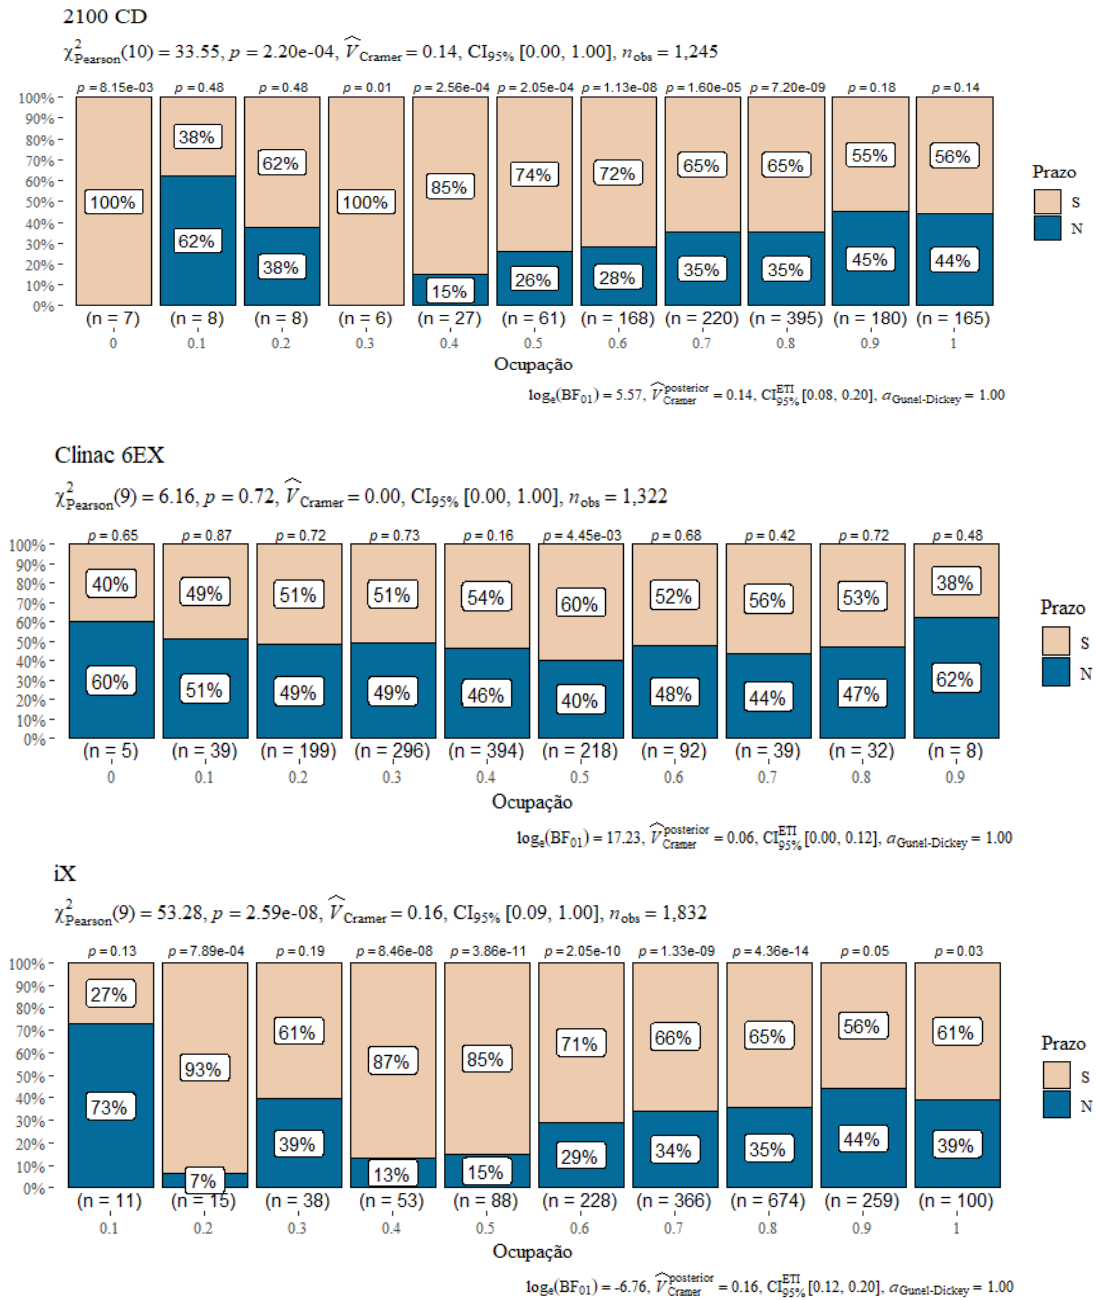 2100 CD
χ²Pearson(10) = 33.55, p = 2.20e-04, V̂Cramer = 0.14, CI95% [0.00, 1.00], nobs = 1,245
p = 8.15e-03 p = 0.48 p = 0.48 p = 0.01 p = 2.56e-04 p = 2.05e-04 p = 1.13e-08 p = 1.60e-05 p = 7.20e-09 p = 0.18 p = 0.14
100%
90%
80%
70%
60%
50%
40%
30%
20%
10%
0%
100% 38% 62% 100% 85% 74% 72% 65% 65% 55% 56%
62% 38% 15% 26% 28% 35% 35% 45% 44%
(n = 7) (n = 8) (n = 8) (n = 6) (n = 27) (n = 61) (n = 168) (n = 220) (n = 395) (n = 180) (n = 165)
0 0.1 0.2 0.3 0.4 0.5 0.6 0.7 0.8 0.9 1
Ocupação
Prazo
S
N
loge(BF01) = 5.57, V̂Cramer posterior = 0.14, CI95% ETI [0.08, 0.20], aGunel-Dickey = 1.00
Clinac 6EX
χ²Pearson(9) = 6.16, p = 0.72, V̂Cramer = 0.00, CI95% [0.00, 1.00], nobs = 1,322
p = 0.65 p = 0.87 p = 0.72 p = 0.73 p = 0.16 p = 4.45e-03 p = 0.68 p = 0.42 p = 0.72 p = 0.48
100%
90%
80%
70%
60%
50%
40%
30%
20%
10%
0%
40% 49% 51% 51% 54% 60% 52% 56% 53% 38%
60% 51% 49% 49% 46% 40% 48% 44% 47% 62%
(n = 5) (n = 39) (n = 199) (n = 296) (n = 394) (n = 218) (n = 92) (n = 39) (n = 32) (n = 8)
0 0.1 0.2 0.3 0.4 0.5 0.6 0.7 0.8 0.9
Ocupação
Prazo
S
N
loge(BF01) = 17.23, V̂Cramer posterior = 0.06, CI95% ETI [0.00, 0.12], aGunel-Dickey = 1.00
iX
χ²Pearson(9) = 53.28, p = 2.59e-08, V̂Cramer = 0.16, CI95% [0.09, 1.00], nobs = 1,832
p = 0.13 p = 7.89e-04 p = 0.19 p = 8.46e-08 p = 3.86e-11 p = 2.05e-10 p = 1.33e-09 p = 4.36e-14 p = 0.05 p = 0.03
100%
90%
80%
70%
60%
50%
40%
30%
20%
10%
0%
27% 93% 61% 87% 85% 71% 66% 65% 56% 61%
73% 7% 39% 13% 15% 29% 34% 35% 44% 39%
(n = 11) (n = 15) (n = 38) (n = 53) (n = 88) (n = 228) (n = 366) (n = 674) (n = 259) (n = 100)
0.1 0.2 0.3 0.4 0.5 0.6 0.7 0.8 0.9 1
Ocupação
Prazo
S
N
loge(BF01) = -6.76, V̂Cramer posterior = 0.16, CI95% ETI [0.12, 0.20], aGunel-Dickey = 1.00